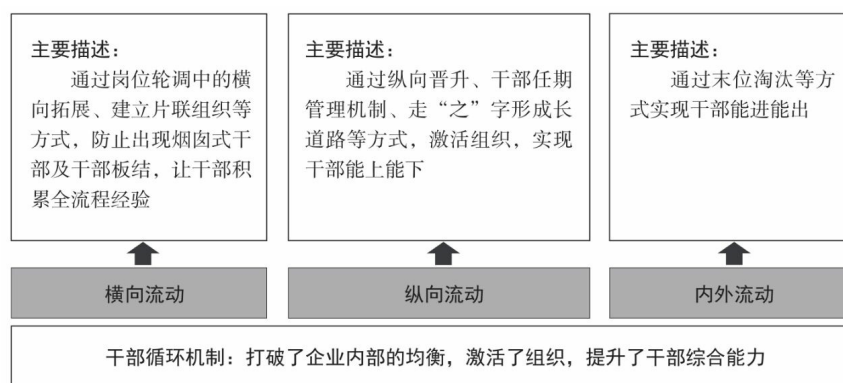 主要描述：
通过岗位轮调中的横
向拓展、建立片联组织等
方式，防止出现烟囱式干
部及干部板结，让干部积
累全流程经验
主要描述：
通过纵向晋升、干部任期
管理机制、走“之”字形成长
道路等方式，激活组织，实现
干部能上能下
主要描述：
通过末位淘汰等方
式实现干部能进能出
横向流动
纵向流动
内外流动
干部循环机制：打破了企业内部的均衡，激活了组织，提升了干部综合能力